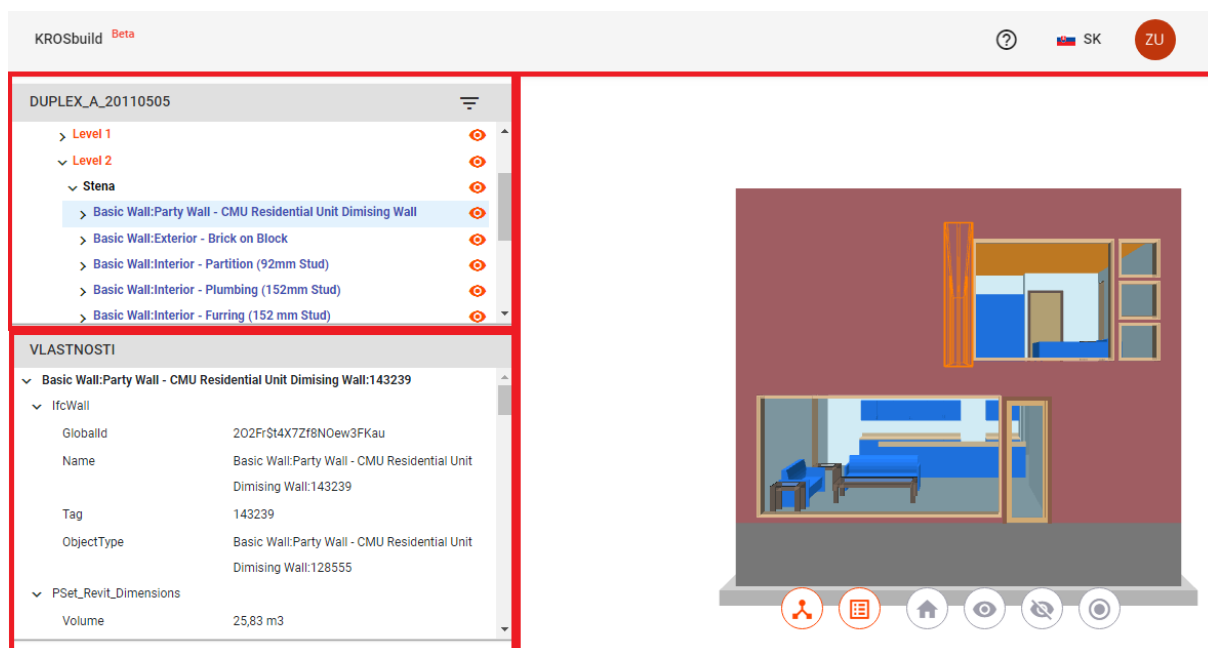 KROSbuild Beta
SK
ZU
DUPLEX_A_20110505
Level 1
Level 2
Stena
Basic Wall:Party Wall - CMU Residential Unit Dimising Wall
Basic Wall:Exterior - Brick on Block
Basic Wall:Interior - Partition (92mm Stud)
Basic Wall:Interior - Plumbing (152mm Stud)
Basic Wall:Interior - Furring (152 mm Stud)
VLASTNOSTI
Basic Wall:Party Wall - CMU Residential Unit Dimising Wall:143239
IfcWall
GlobalId 2O2Fr$t4X7Zf8NOew3FKau
Name Basic Wall:Party Wall - CMU Residential Unit
Dimising Wall:143239
Tag 143239
ObjectType Basic Wall:Party Wall - CMU Residential Unit
Dimising Wall:128555
PSet_Revit_Dimensions
Volume 25,83 m3